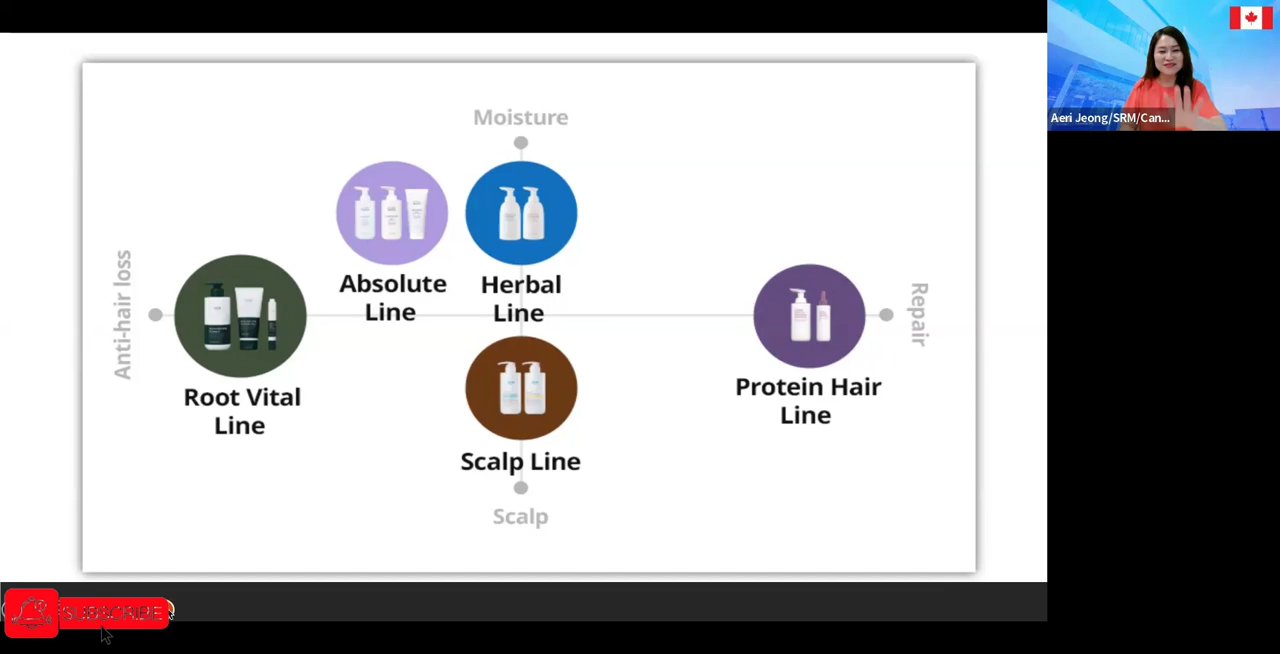 Moisture
Aeri Jeong/SRM/Can...
Absolute
Line
Herbal
Line
Anti-hair loss
Repair
Root Vital
Line
Protein Hair
Line
Scalp Line
Scalp
SUBSCRIBE